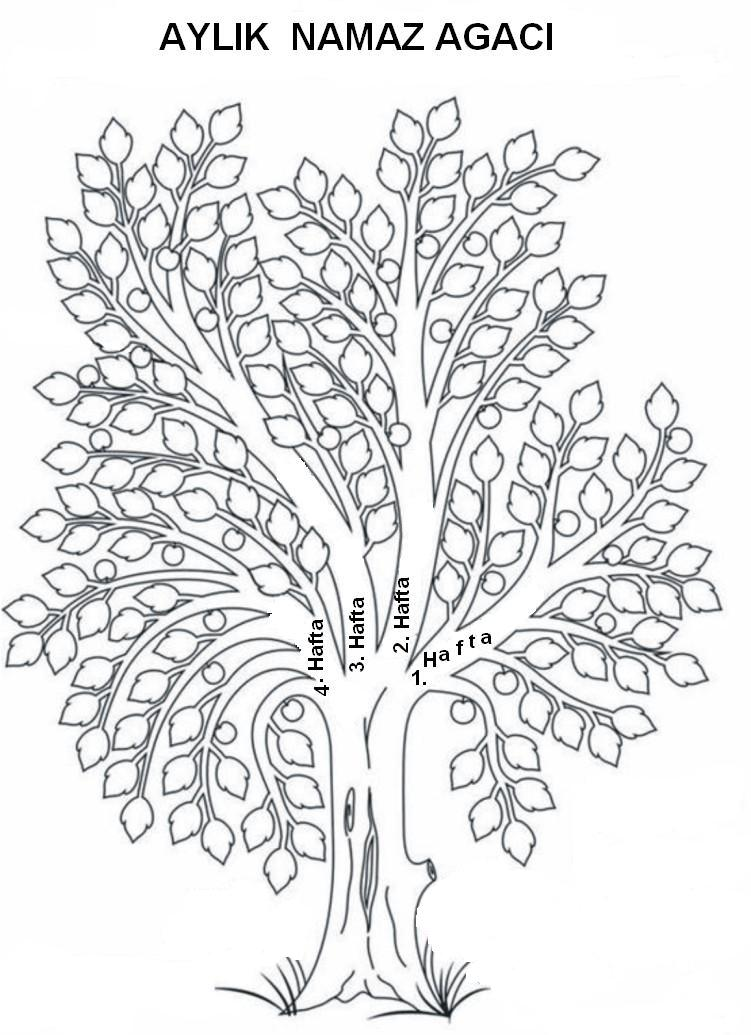 AYLIK NAMAZ AGACI
4. Hafta
3. Hafta
2. Hafta
1. Hafta